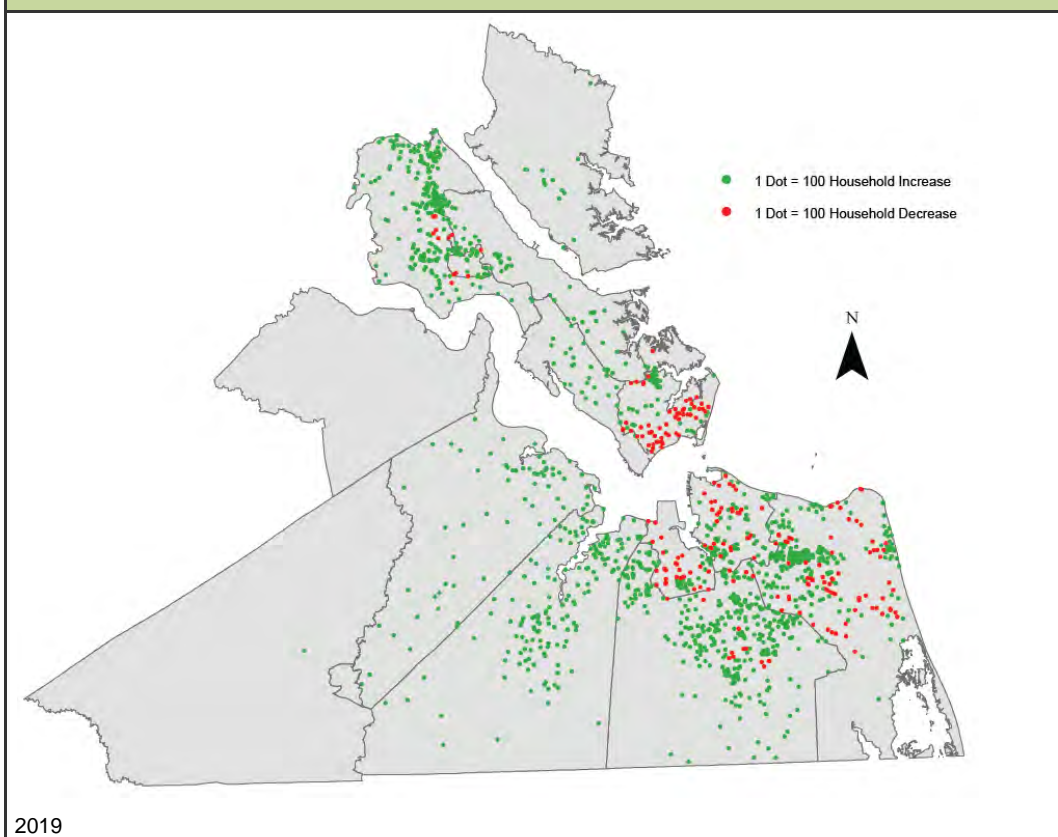 1 Dot = 100 Household Increase
1 Dot = 100 Household Decrease
N
2019